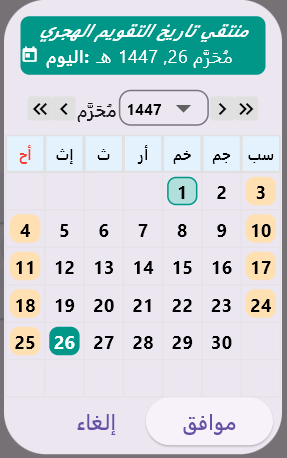 منتقي تاريخ التقويم الهجري
اليوم: مُحَرَّم 26, 1447 هـ
« ‹ مُحَرَّم 1447 › »
أح إث ث أر خم جم سب
1 2 3
4 5 6 7 8 9 10
11 12 13 14 15 16 17
18 19 20 21 22 23 24
25 26 27 28 29 30
إلغاء موافق